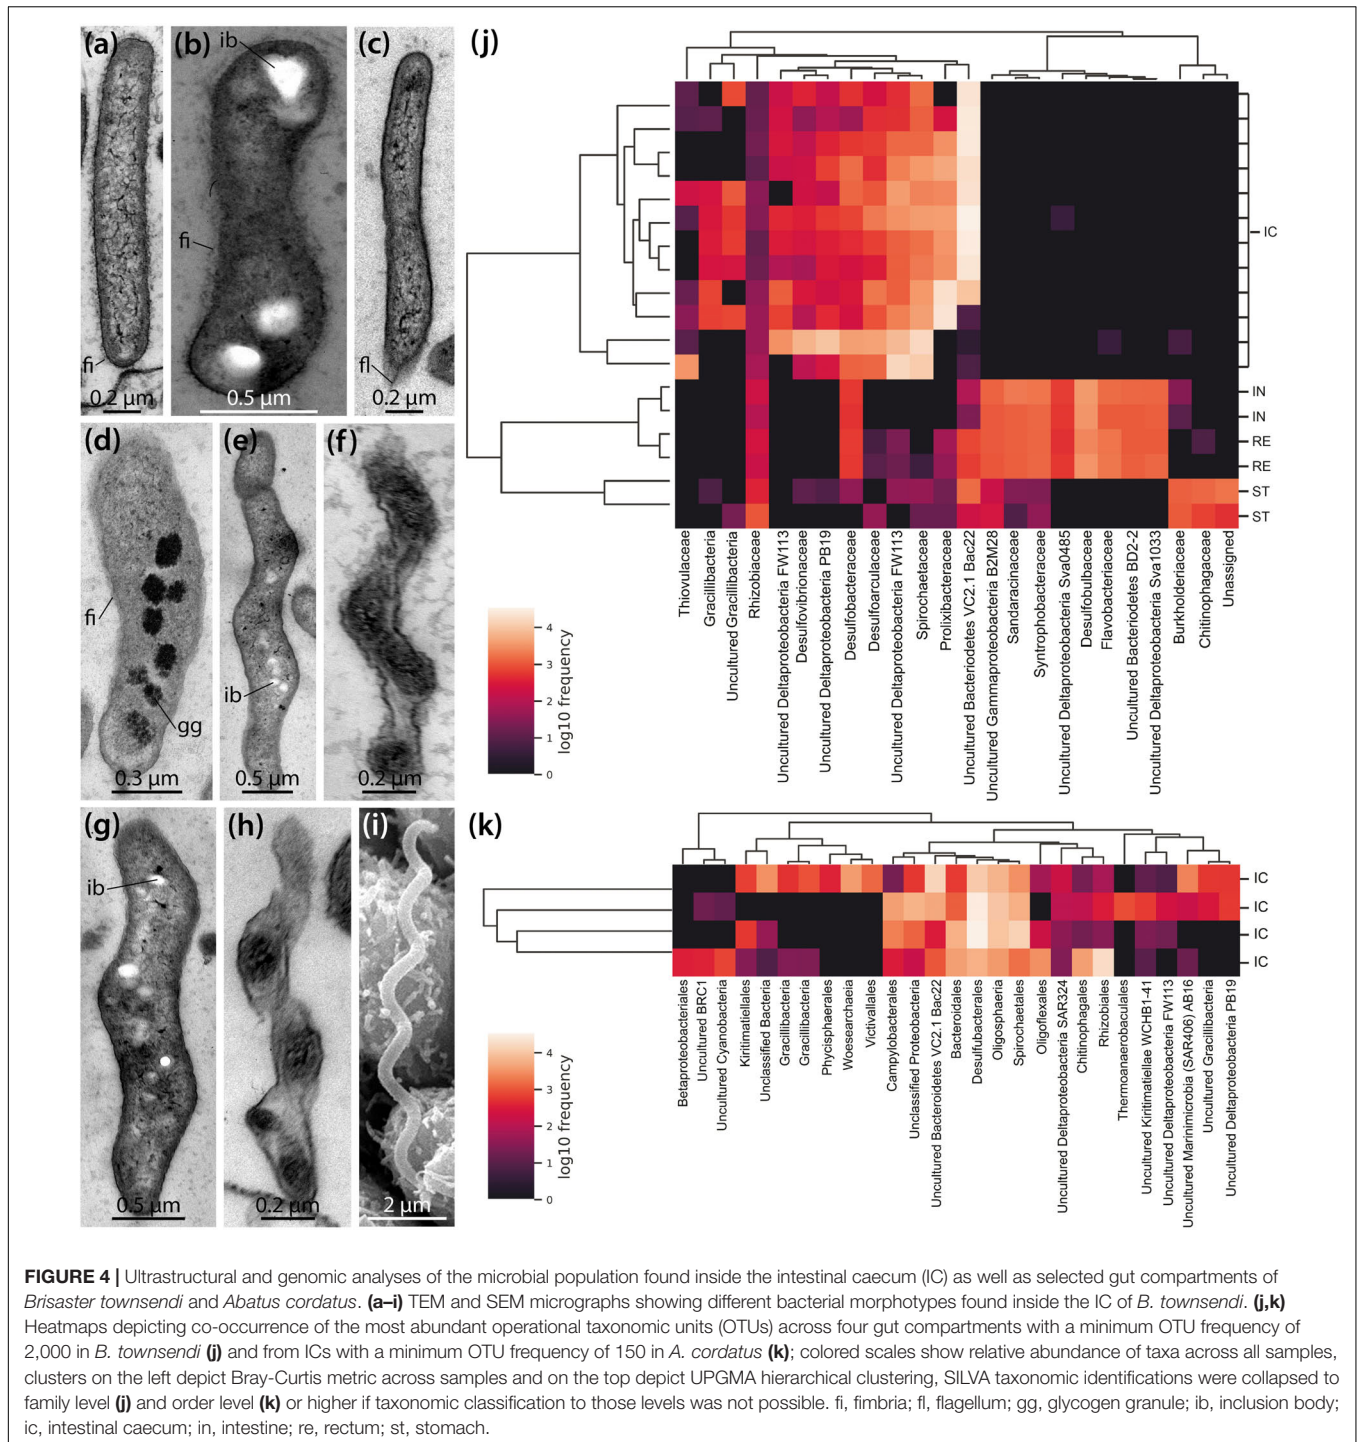 (a)
(b)
(c)
(j)
ib
fi
fi
fl
0.2 µm
0.5 µm
0.2 µm
(d)
(e)
(f)
fi
ib
gg
0.3 µm
0.5 µm
0.2 µm
(g)
(h)
(i)
ib
0.5 µm
0.2 µm
2 µm
IC
IN
IN
RE
RE
ST
ST
Thiovulaceae
Gracillibacteria
Uncultured Gracillibacteria
Rhizobiaceae
Uncultured Deltaproteobacteria FW113
Desulfovibrionaceae
Uncultured Deltaproteobacteria PB19
Desulfobacteraceae
Desulfoarculaceae
Uncultured Deltaproteobacteria FW113
Spirochaetaceae
Prolixibacteraceae
Uncultured Bacteriodetes VC2.1 Bac22
Uncultured Gammaproteobacteria B2M28
Sandaracinaceae
Syntrophobacteraceae
Uncultured Deltaproteobacteria Sva0485
Desulfobulbaceae
Flavobacteriaceae
Uncultured Bacteriodetes BD2-2
Uncultured Deltaproteobacteria Sva1033
Burkholderiaceae
Chitinophagaceae
Unassigned
4
3
2
1
0
log10 frequency
(k)
IC
IC
IC
IC
Betaproteobacteriales
Uncultured BRC1
Uncultured Cyanobacteria
Kiritimatiellales
Unclassified Bacteria
Gracillibacteria
Gracillibacteria
Phycisphaerales
Woesearchaeia
Victivallales
Campylobacterales
Unclassified Proteobacteria
Uncultured Bacteroidetes VC2.1 Bac22
Bacteroidales
Desulfubacterales
Oligosphaeria
Spirochaetales
Oligoflexales
Uncultured Deltaproteobacteria SAR324
Chitinophagales
Rhizobiales
Thermoanaerobaculales
Uncultured Kiritimatiellae WCHB1-41
Uncultured Deltaproteobacteria FW113
Uncultured Marinimicrobia (SAR406) AB16
Uncultured Gracillibacteria
Uncultured Deltaproteobacteria PB19
4
3
2
1
0
log10 frequency
FIGURE 4 | Ultrastructural and genomic analyses of the microbial population found inside the intestinal caecum (IC) as well as selected gut compartments of
Brisaster townsendi and Abatus cordatus. (a–i) TEM and SEM micrographs showing different bacterial morphotypes found inside the IC of B. townsendi. (j,k)
Heatmaps depicting co-occurrence of the most abundant operational taxonomic units (OTUs) across four gut compartments with a minimum OTU frequency of
2,000 in B. townsendi (j) and from ICs with a minimum OTU frequency of 150 in A. cordatus (k); colored scales show relative abundance of taxa across all samples,
clusters on the left depict Bray-Curtis metric across samples and on the top depict UPGMA hierarchical clustering, SILVA taxonomic identifications were collapsed to
family level (j) and order level (k) or higher if taxonomic classification to those levels was not possible. fi, fimbria; fl, flagellum; gg, glycogen granule; ib, inclusion body;
ic, intestinal caecum; in, intestine; re, rectum; st, stomach.